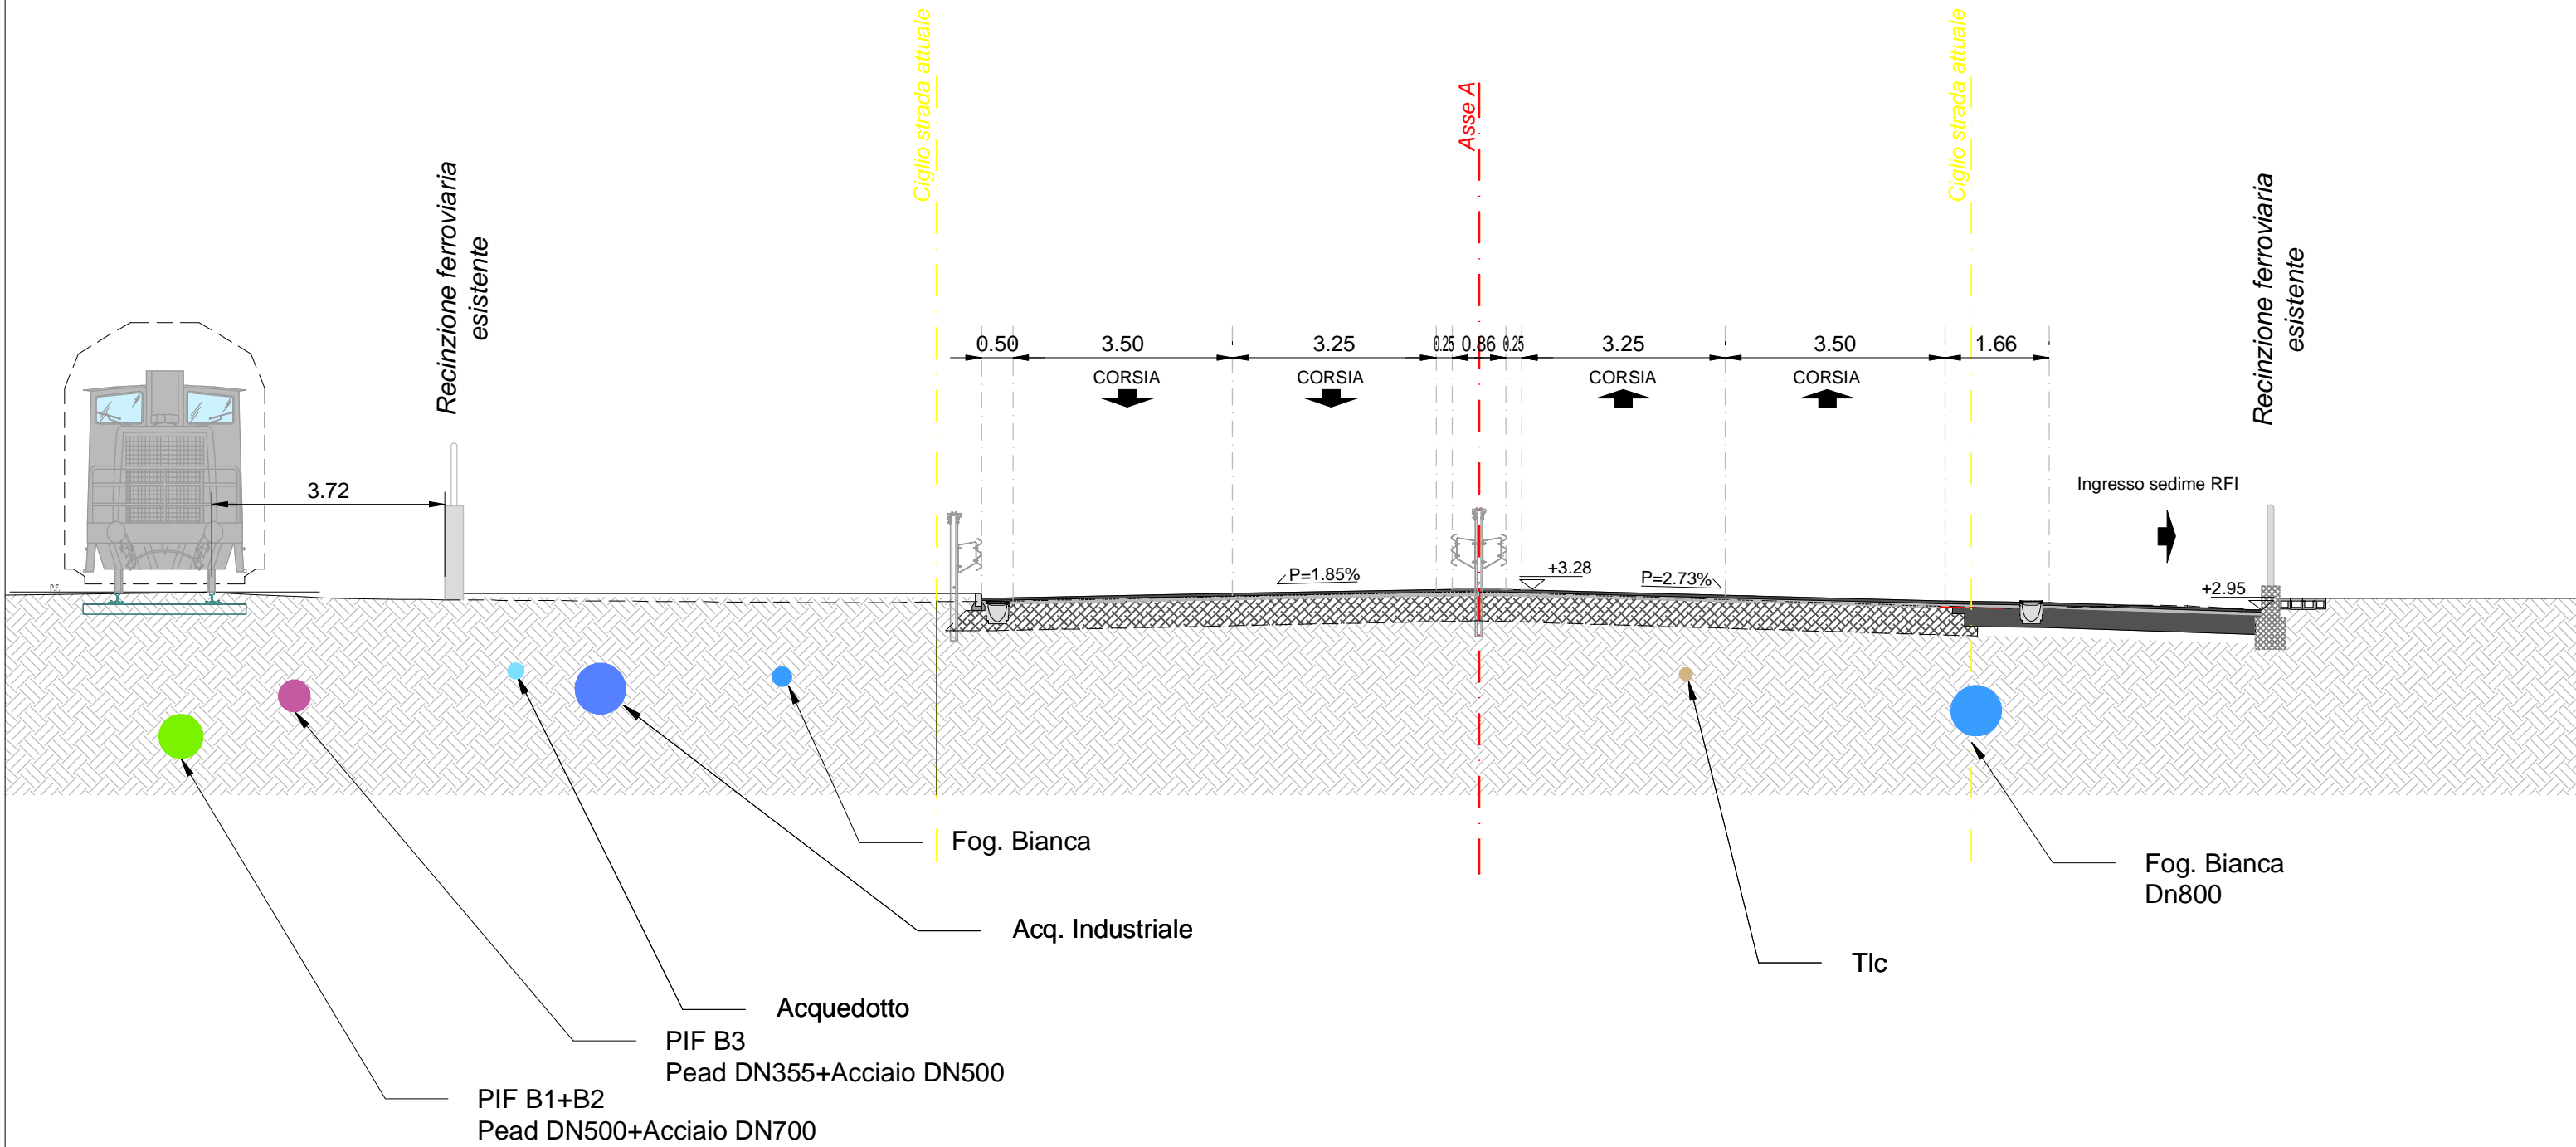 Ciglio strada attuale
Asse A
Ciglio strada attuale
Recinzione ferroviaria
esistente
Recinzione ferroviaria
esistente
0.50
3.50
3.25
0.25
0.86
0.25
3.25
3.50
1.66
CORSIA
CORSIA
CORSIA
CORSIA
3.72
Ingresso sedime RFI
P.F.
P=1.85%
+3.28
P=2.73%
+2.95
Fog. Bianca
Fog. Bianca
Dn800
Acq. Industriale
Tlc
Acquedotto
PIF B3
Pead DN355+Acciaio DN500
PIF B1+B2
Pead DN500+Acciaio DN700